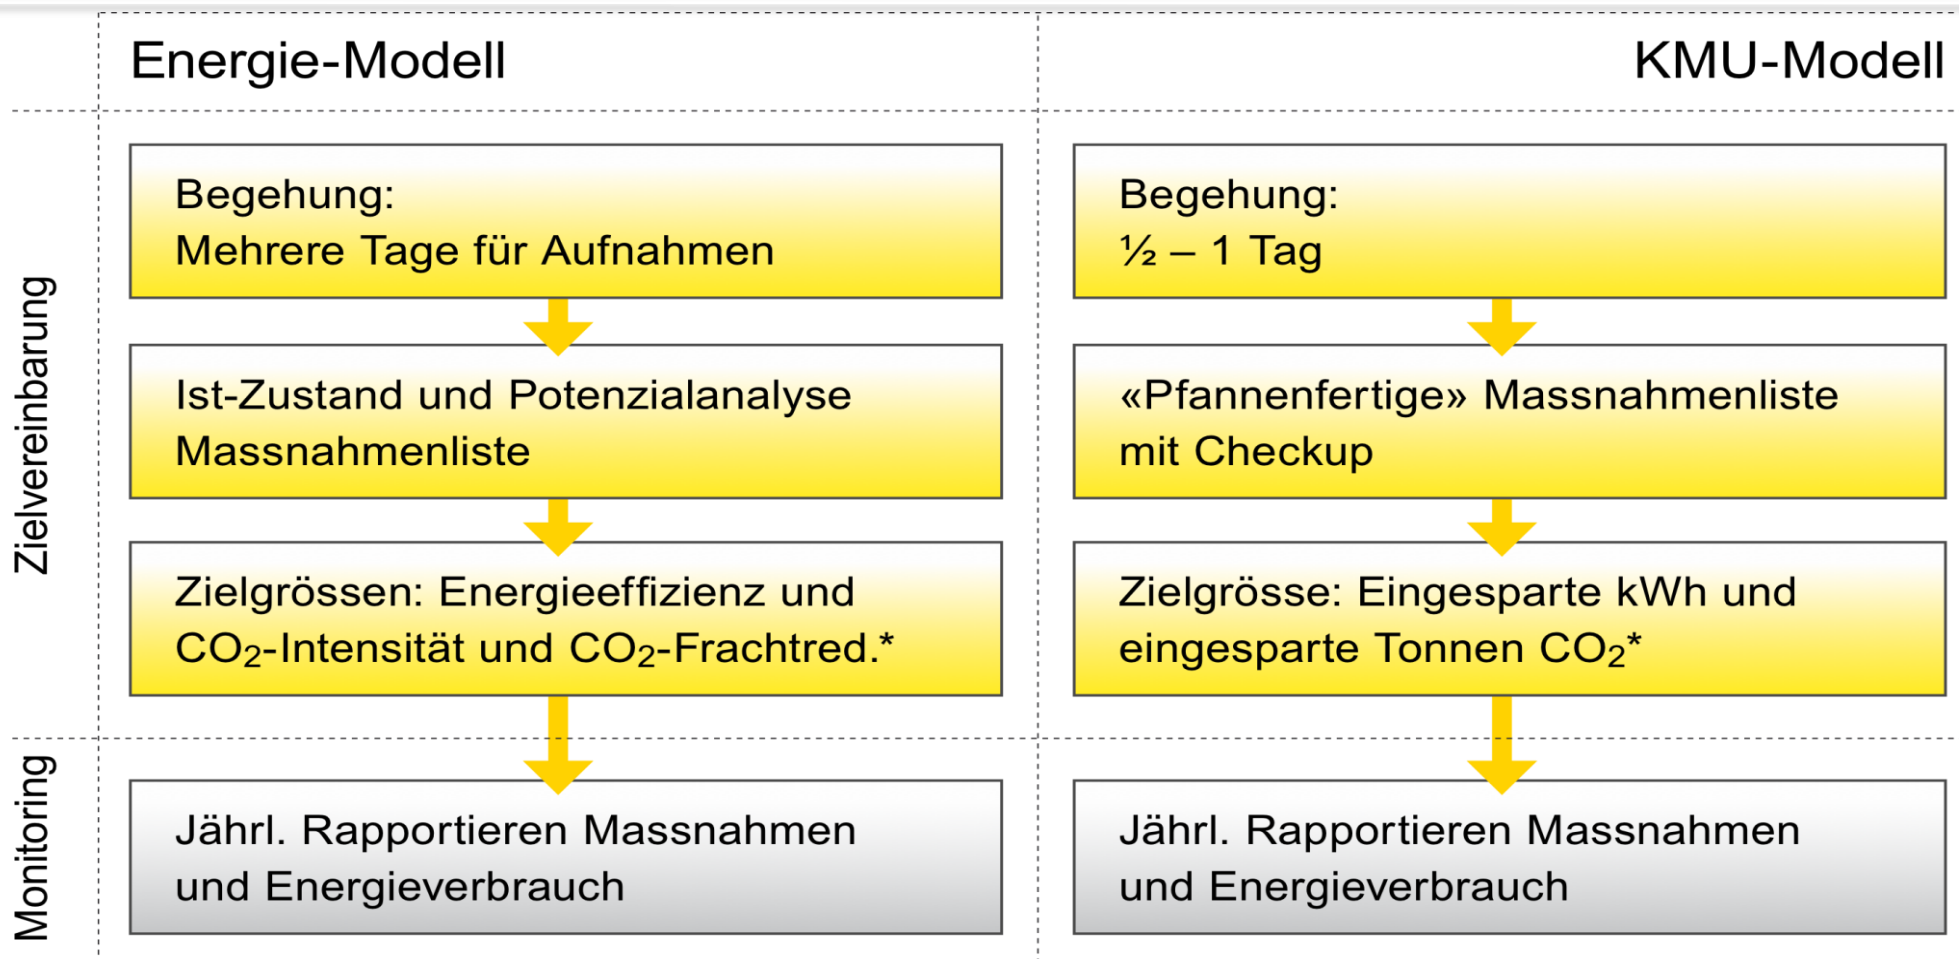 Energie-Modell
KMU-Modell
Zielvereinbarung
Begehung:
Mehrere Tage für Aufnahmen
Begehung:
½ – 1 Tag
Ist-Zustand und Potenzialanalyse
Massnahmenliste
«Pfannenfertige» Massnahmenliste
mit Checkup
Zielgrössen: Energieeffizienz und
CO₂-Intensität und CO₂-Frachtred.*
Zielgrösse: Eingesparte kWh und
eingesparte Tonnen CO₂*
Monitoring
Jährl. Rapportieren Massnahmen
und Energieverbrauch
Jährl. Rapportieren Massnahmen
und Energieverbrauch